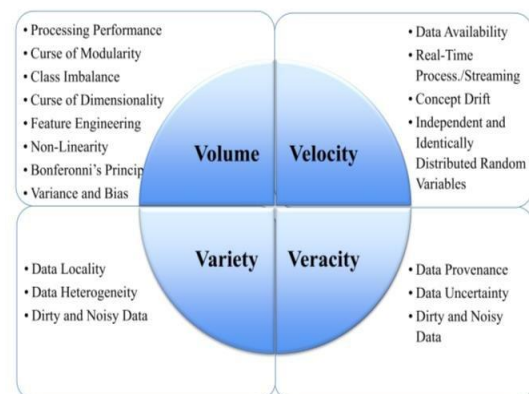 • Processing Performance
• Curse of Modularity
• Class Imbalance
• Curse of Dimensionality
• Feature Engineering
• Non-Linearity
• Bonferonni's Princip
• Variance and Bias
Volume
Velocity
• Data Availability
• Real-Time
Process./Streaming
• Concept Drift
• Independent and
Identically
Distributed Random
Variables
• Data Locality
• Data Heterogeneity
• Dirty and Noisy Data
Variety
Veracity
• Data Provenance
• Data Uncertainty
• Dirty and Noisy
Data